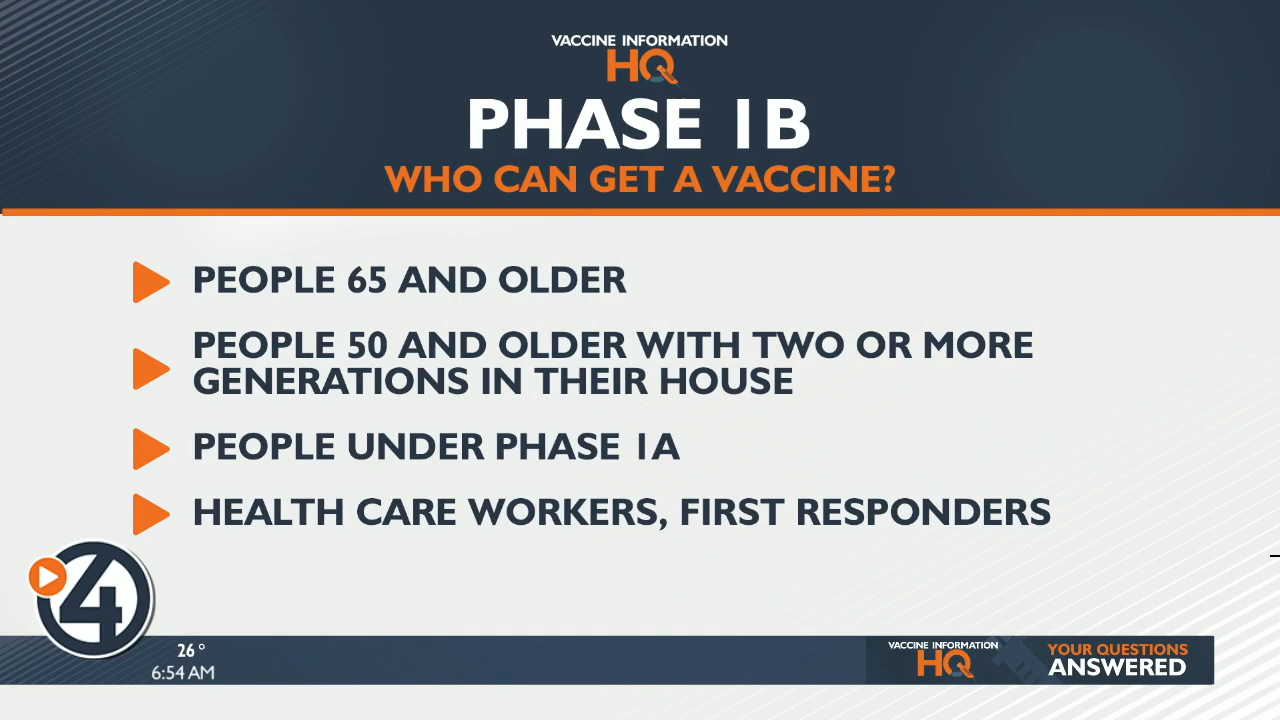 VACCINE INFORMATION
HQ
PHASE 1B
WHO CAN GET A VACCINE?
PEOPLE 65 AND OLDER
PEOPLE 50 AND OLDER WITH TWO OR MORE
GENERATIONS IN THEIR HOUSE
PEOPLE UNDER PHASE 1A
HEALTH CARE WORKERS, FIRST RESPONDERS
4
26°
6:54 AM
VACCINE INFORMATION
HQ
YOUR QUESTIONS
ANSWERED